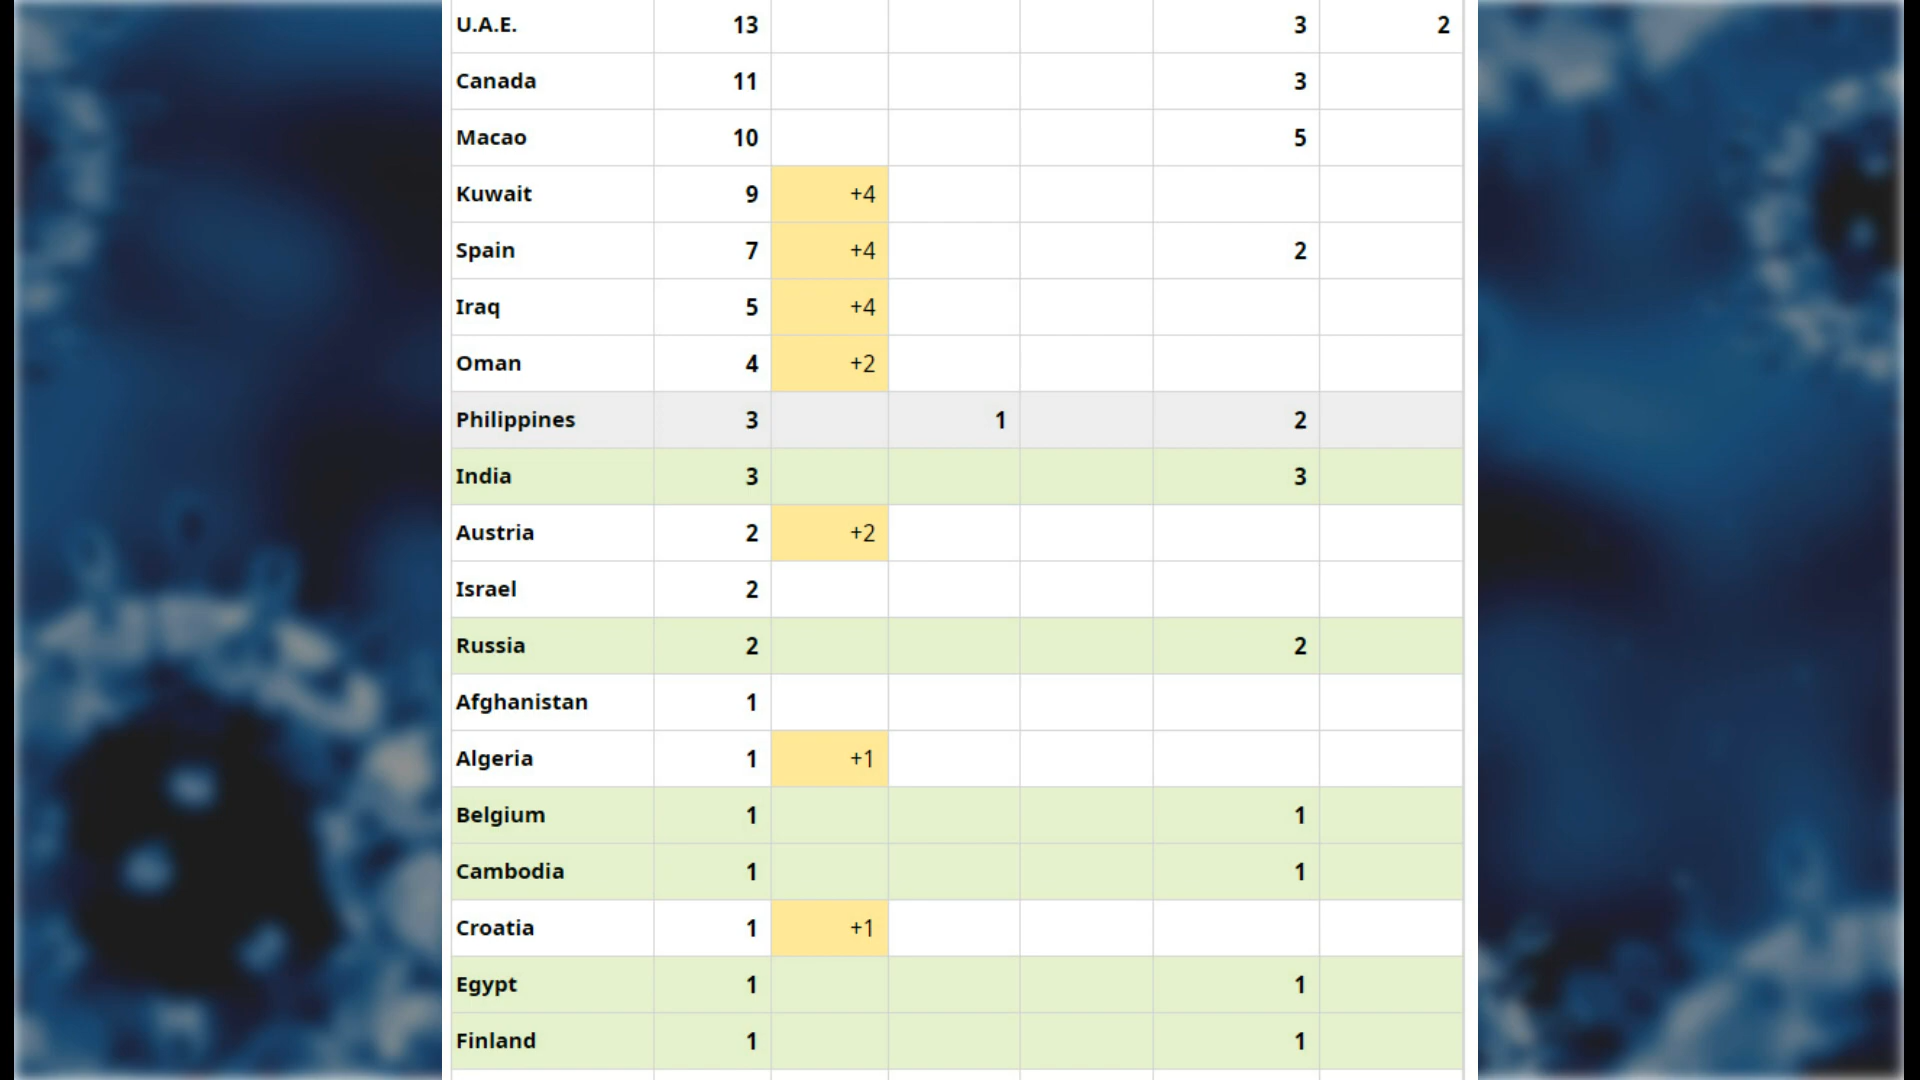 U.A.E. 13 3 2
Canada 11 3
Macao 10 5
Kuwait 9 +4
Spain 7 +4 2
Iraq 5 +4
Oman 4 +2
Philippines 3 1 2
India 3 3
Austria 2 +2
Israel 2
Russia 2 2
Afghanistan 1
Algeria 1 +1
Belgium 1 1
Cambodia 1 1
Croatia 1 +1
Egypt 1 1
Finland 1 1